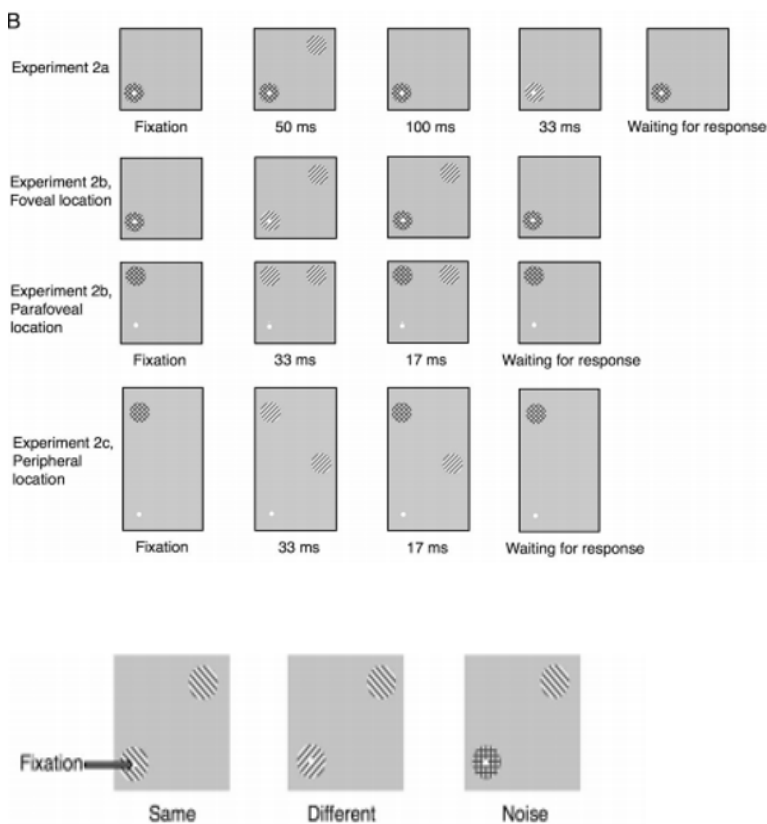 B
Experiment 2a
Fixation
50 ms
100 ms
33 ms
Waiting for response
Experiment 2b,
Foveal location
Experiment 2b,
Parafoveal
location
Fixation
33 ms
17 ms
Waiting for response
Experiment 2c,
Peripheral
location
Fixation
33 ms
17 ms
Waiting for response
Fixation
Same
Different
Noise